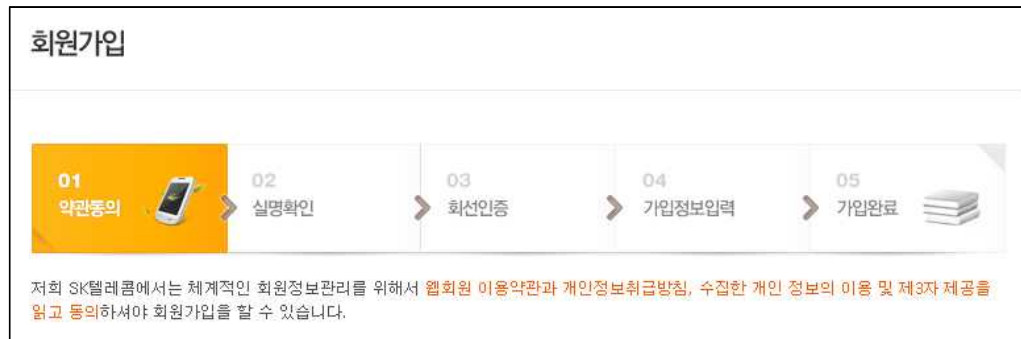 회원가입
01
약관동의
02
실명확인
03
회선인증
04
가입정보입력
05
가입완료
저희 SK텔레콤에서는 체계적인 회원정보관리를 위해서 웹회원 이용약관과 개인정보취급방침, 수집한 개인 정보의 이용 및 제3자 제공을
읽고 동의하셔야 회원가입을 할 수 있습니다.